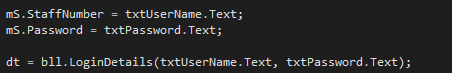 mS.StaffNumber = txtUserName.Text;
mS.Password = txtPassword.Text;
dt = bll.LoginDetails(txtUserName.Text, txtPassword.Text);